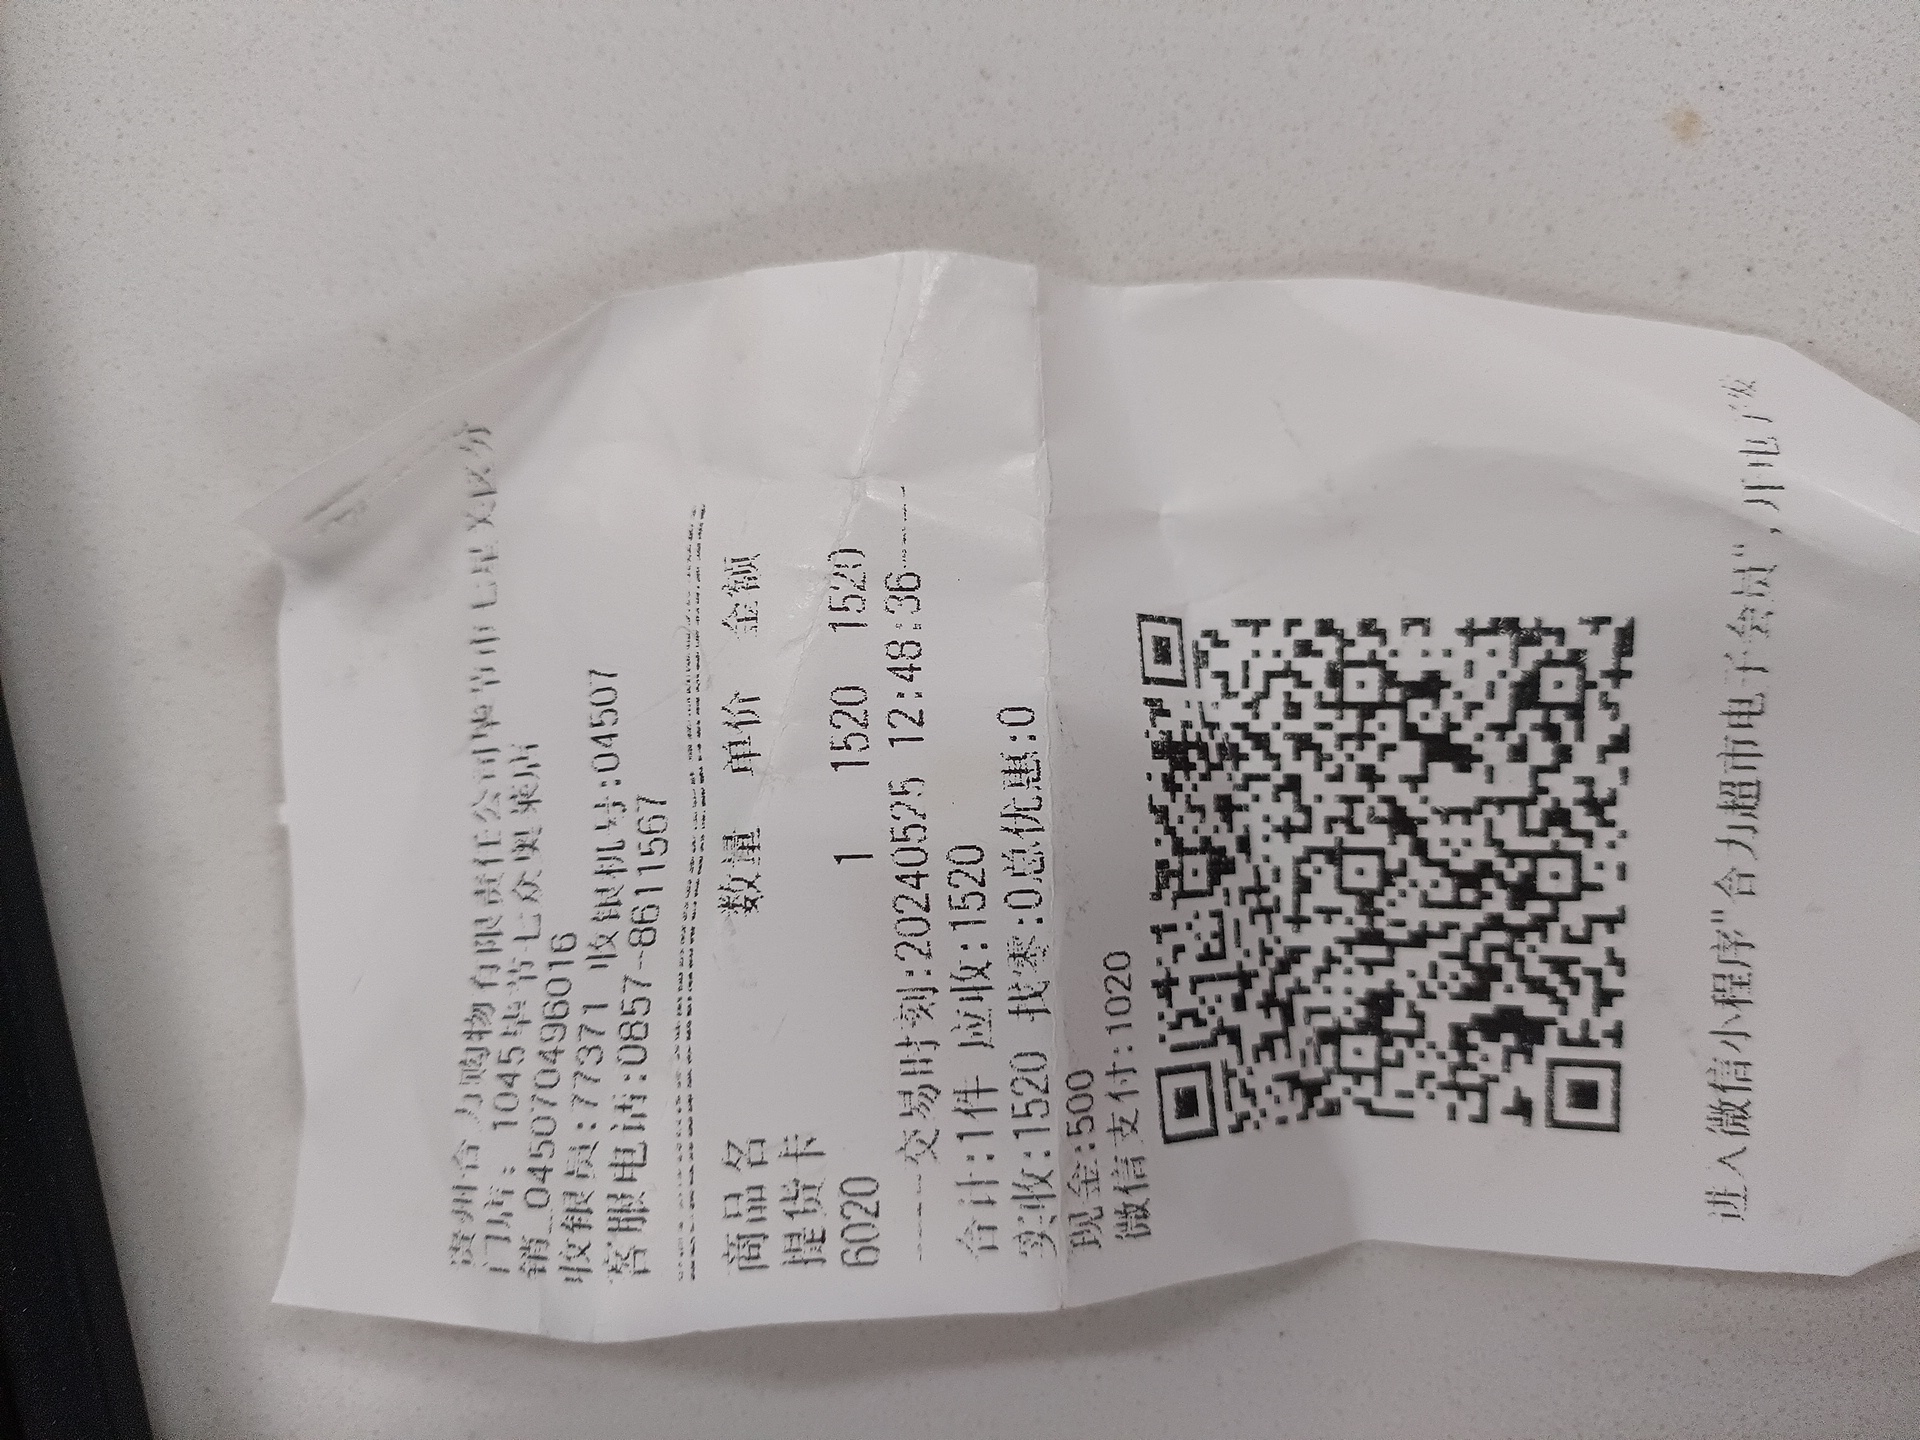 贵州合力购物有限责任公司毕节市七星关区分
门店: 1045毕节七众奥莱店
销_045070496016
收银员:77371 收银机号:04507
客服电话:0857-8611567
商品名 数量 单价 金额
提货卡
6020 1 1520 1520
交易时刻:20240525 12:48:36
合计:1件 应收:1520
实收:1520 找零:0总优惠:0
现金:500
微信支付:1020
进入微信小程序"合力超市电子会员",开电子发